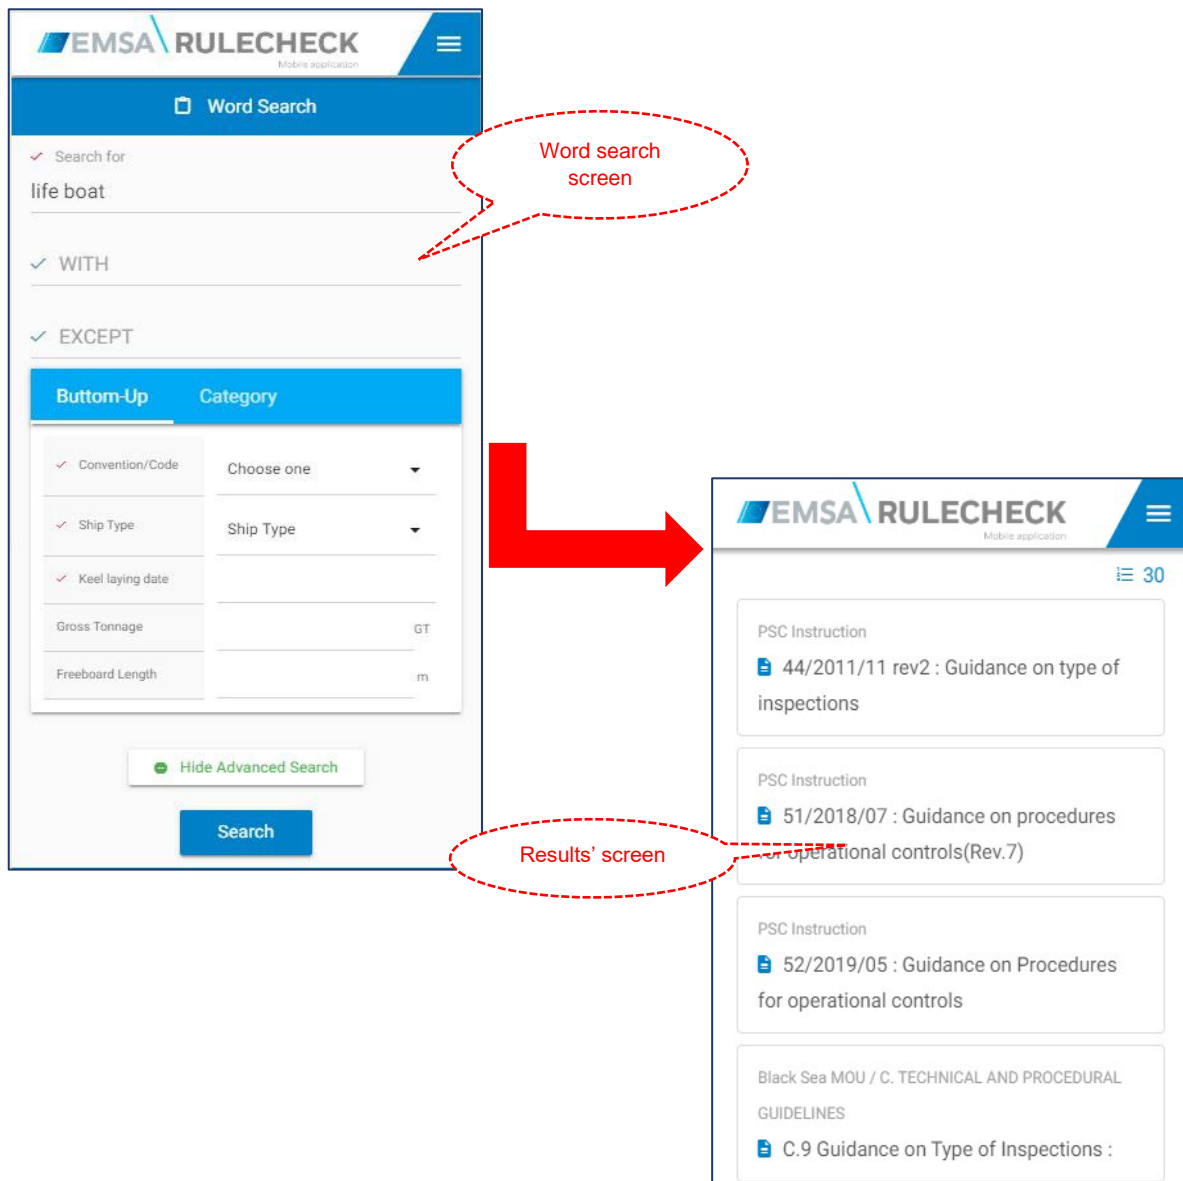 EMSA RULECHECK
Mobile application
Word Search
Search for
life boat
WITH
EXCEPT
Buttom-Up Category
Convention/Code Choose one
Ship Type Ship Type
Keel laying date
Gross Tonnage GT
Freeboard Length m
Hide Advanced Search
Search
Word search
screen
EMSA RULECHECK
Mobile application
30
PSC Instruction
44/2011/11 rev2 : Guidance on type of
inspections
PSC Instruction
51/2018/07 : Guidance on procedures
for operational controls(Rev.7)
Results’ screen
PSC Instruction
52/2019/05 : Guidance on Procedures
for operational controls
Black Sea MOU / C. TECHNICAL AND PROCEDURAL
GUIDELINES
C.9 Guidance on Type of Inspections :